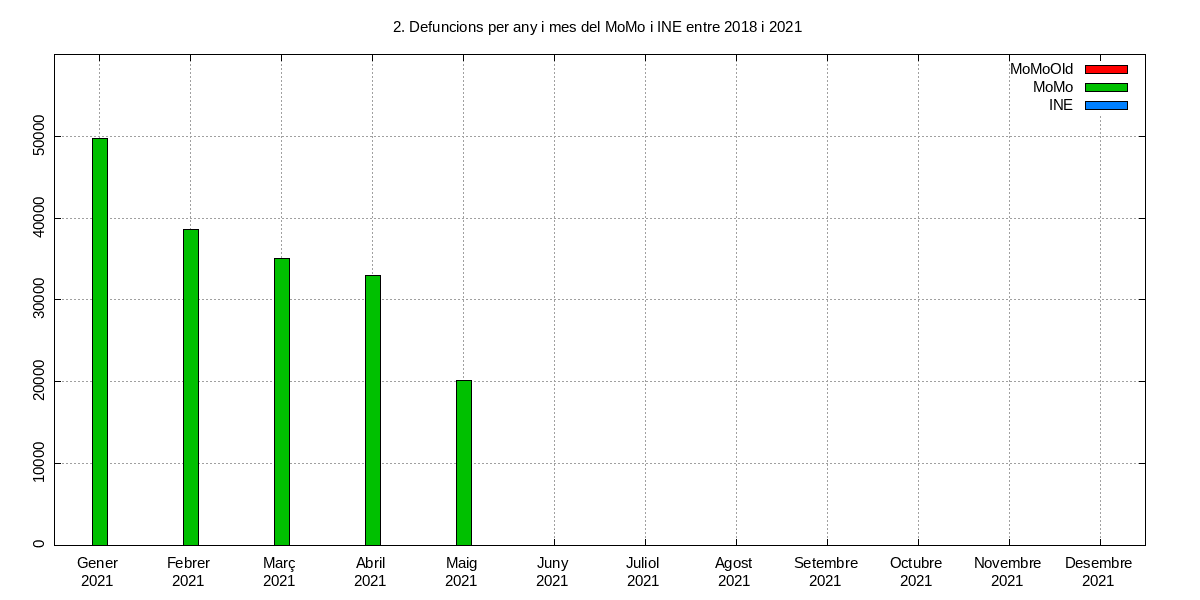 2. Defuncions per any i mes del MoMo i INE entre 2018 i 2021
MoMoOld
MoMo
INE
50000
40000
30000
20000
10000
0
Gener Febrer Març Abril Maig Juny Juliol Agost Setembre Octubre Novembre Desembre
2021 2021 2021 2021 2021 2021 2021 2021 2021 2021 2021 2021